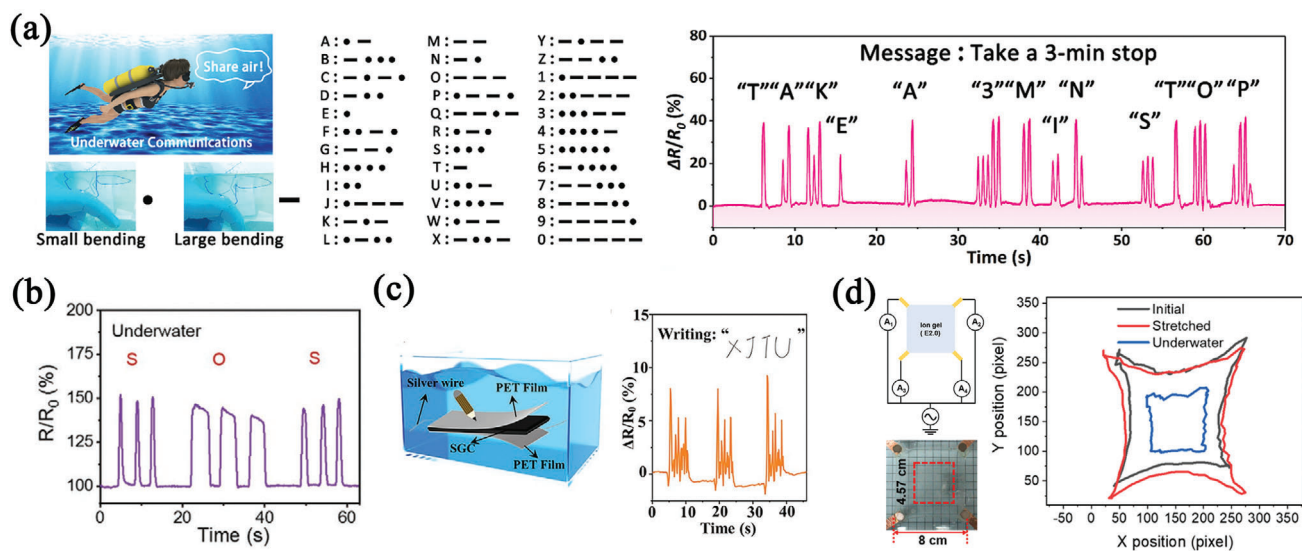 (a)
Share air!
Underwater Communications
Small bending
•
Large bending
—
A: • —
B: — • • •
C: — • — •
D: — • •
E: •
F: • • — •
G: — — •
H: • • • •
I: • •
J: • — — —
K: — • —
L: • — • •
M: — —
N: — •
O: — — —
P: • — — •
Q: — — • —
R: • — •
S: • • •
T: —
U: • • —
V: • • • —
W: • — —
X: — • • —
Y: — • — —
Z: — — • •
1: • — — — —
2: • • — — —
3: • • • — —
4: • • • • —
5: • • • • •
6: — • • • •
7: — — • • •
8: — — — • •
9: — — — — •
0: — — — — —
Message : Take a 3-min stop
“T” “A” “K” “E” “A” “3” “M” “I” “N” “S” “T” “O” “P”
ΔR/R0 (%)
80
60
40
20
0
0 10 20 30 40 50 60 70
Time (s)
(b)
Underwater
S O S
R/R0 (%)
200
175
150
125
100
0 20 40 60
Time (s)
(c)
Silver wire
PET Film
SGC
PET Film
Writing: “XJTU”
ΔR/R0 (%)
15
10
5
0
0 10 20 30 40
Time (s)
(d)
Ion gel
( E2.0)
A1
A2
A3
A4
4.57 cm
8 cm
Initial
Stretched
Underwater
Y position (pixel)
350
300
250
200
150
100
50
0
-50 0 50 100 150 200 250 300 350
X position (pixel)